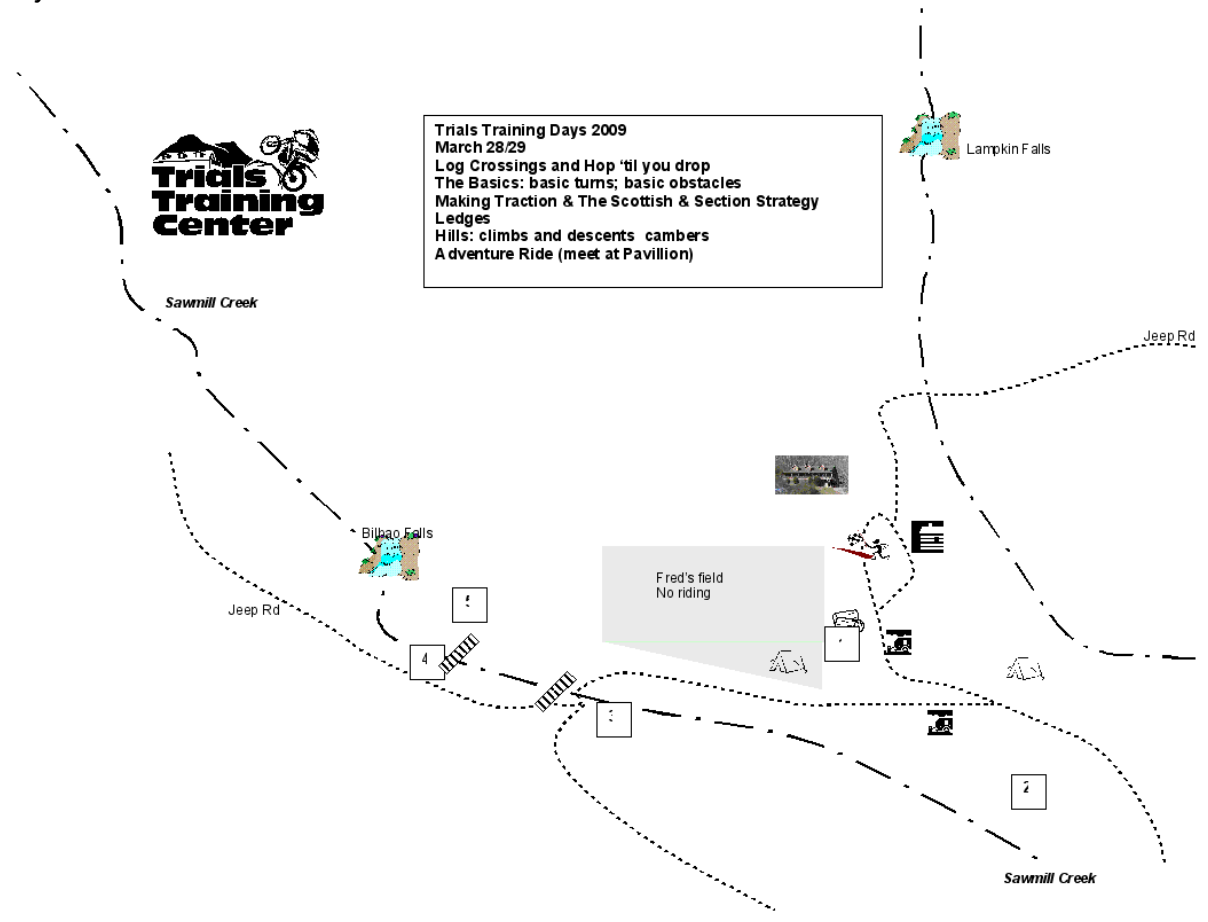 Trials
Training
Center
Trials Training Days 2009
March 28/29
Log Crossings and Hop ‘til you drop
The Basics: basic turns; basic obstacles
Making Traction & The Scottish & Section Strategy
Ledges
Hills: climbs and descents cambers
Adventure Ride (meet at Pavillion)
Lampkin Falls
Sawmill Creek
Jeep Rd
Bilbao Falls
Fred's field
No riding
Jeep Rd
5
4
3
2
Sawmill Creek